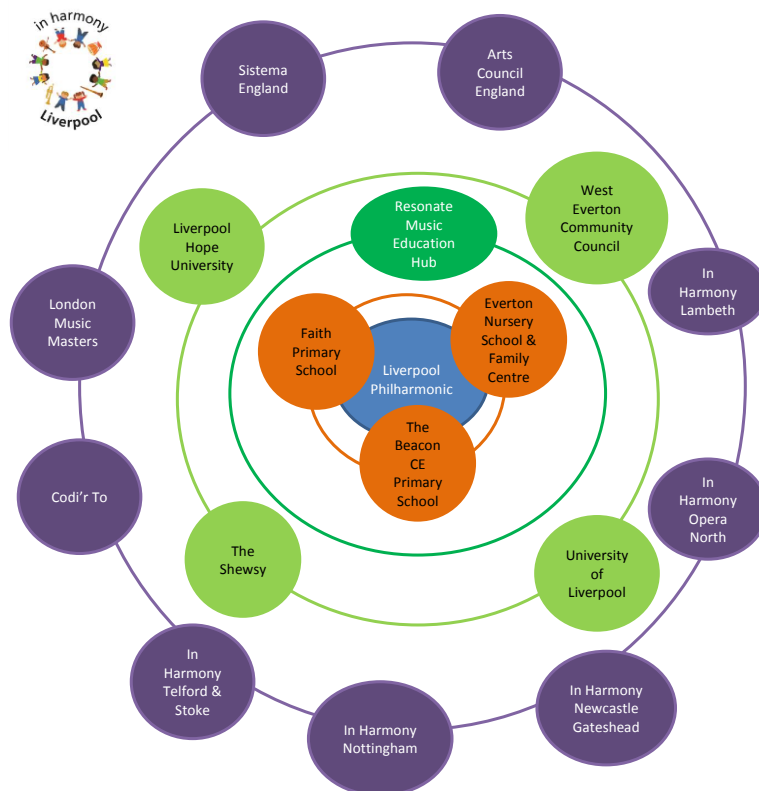 in harmony
Liverpool
Sistema
England
Arts
Council
England
West
Everton
Community
Council
Resonate
Music
Education
Hub
Liverpool
Hope
University
In
Harmony
Lambeth
London
Music
Masters
Everton
Nursery
School &
Family
Centre
Faith
Primary
School
Liverpool
Philharmonic
The
Beacon
CE
Primary
School
Codi’r To
In
Harmony
Opera
North
The
Shewsy
University
of
Liverpool
In
Harmony
Telford &
Stoke
In Harmony
Nottingham
In Harmony
Newcastle
Gateshead